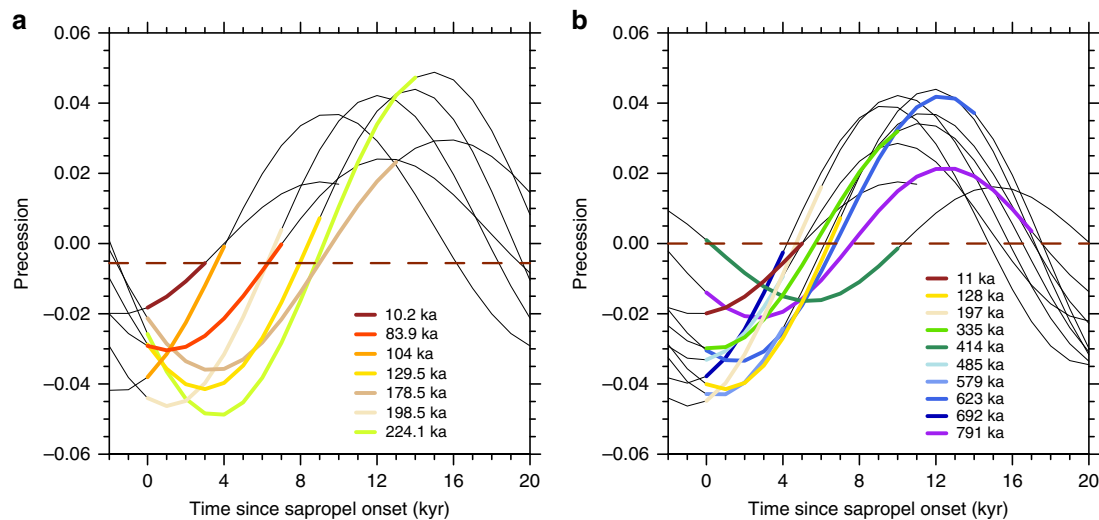 a
0.06
0.04
0.02
0.00
−0.02
−0.04
−0.06
Precession
0 4 8 12 16 20
Time since sapropel onset (kyr)
10.2 ka
83.9 ka
104 ka
129.5 ka
178.5 ka
198.5 ka
224.1 ka
b
0.06
0.04
0.02
0.00
−0.02
−0.04
−0.06
Precession
0 4 8 12 16 20
Time since sapropel onset (kyr)
11 ka
128 ka
197 ka
335 ka
414 ka
485 ka
579 ka
623 ka
692 ka
791 ka